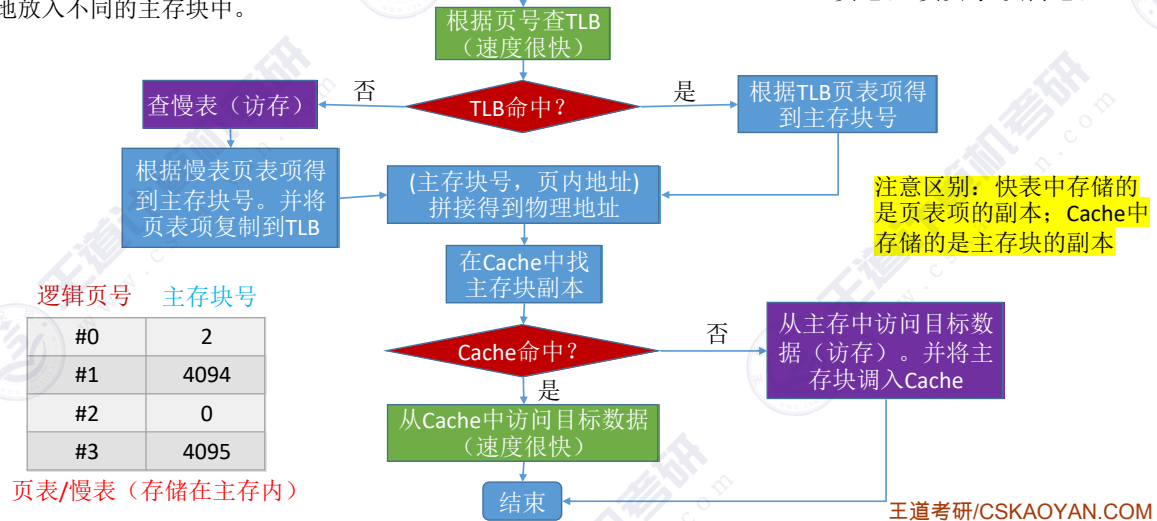 地放入不同的主存块中。
根据页号查TLB
（速度很快）
否
是
查慢表（访存）
TLB命中？
根据TLB页表项得
到主存块号
根据慢表页表项得
到主存块号。并将
页表项复制到TLB
(主存块号，页内地址)
拼接得到物理地址
注意区别：快表中存储的
是页表项的副本；Cache中
存储的是主存块的副本
在Cache中找
主存块副本
逻辑页号 主存块号
#0 2
#1 4094
#2 0
#3 4095
页表/慢表（存储在主存内）
Cache命中？
否
从主存中访问目标数
据（访存）。并将主
存块调入Cache
是
从Cache中访问目标数据
（速度很快）
结束
王道考研/CSKAOYAN.COM